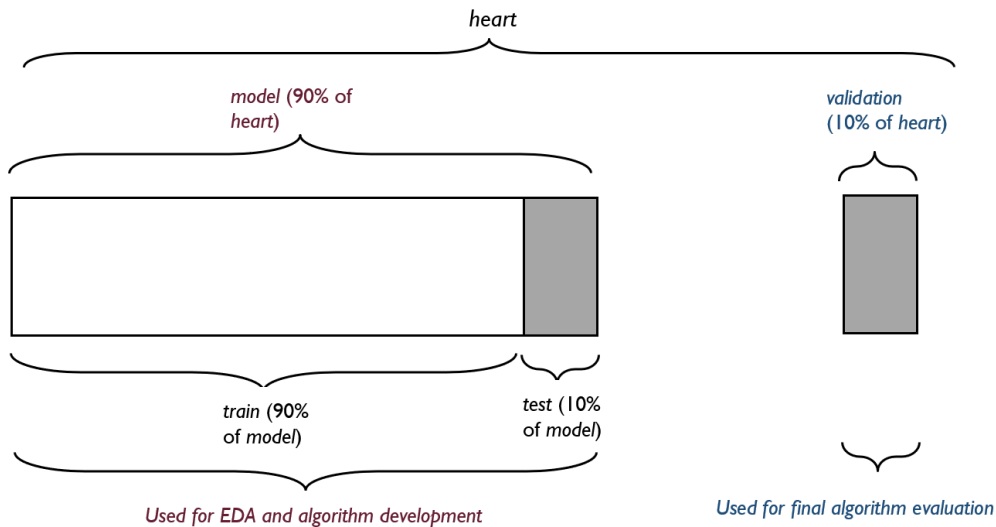 heart
model (90% of
heart)
validation
(10% of heart)
train (90%
of model)
test (10%
of model)
Used for EDA and algorithm development
Used for final algorithm evaluation